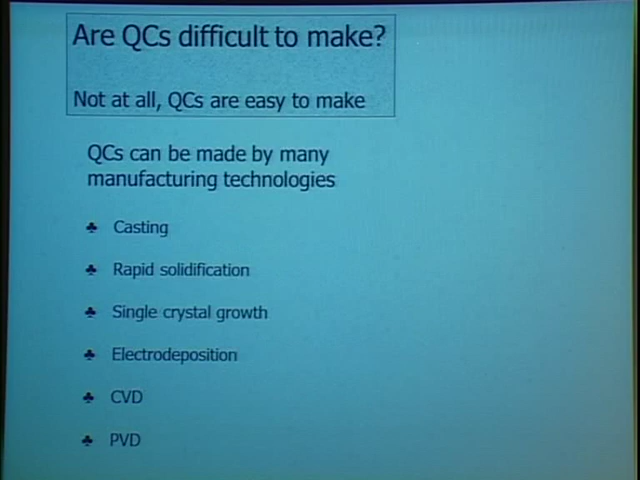 Are QCs difficult to make?
Not at all, QCs are easy to make
QCs can be made by many
manufacturing technologies
♣ Casting
♣ Rapid solidification
♣ Single crystal growth
♣ Electrodeposition
♣ CVD
♣ PVD